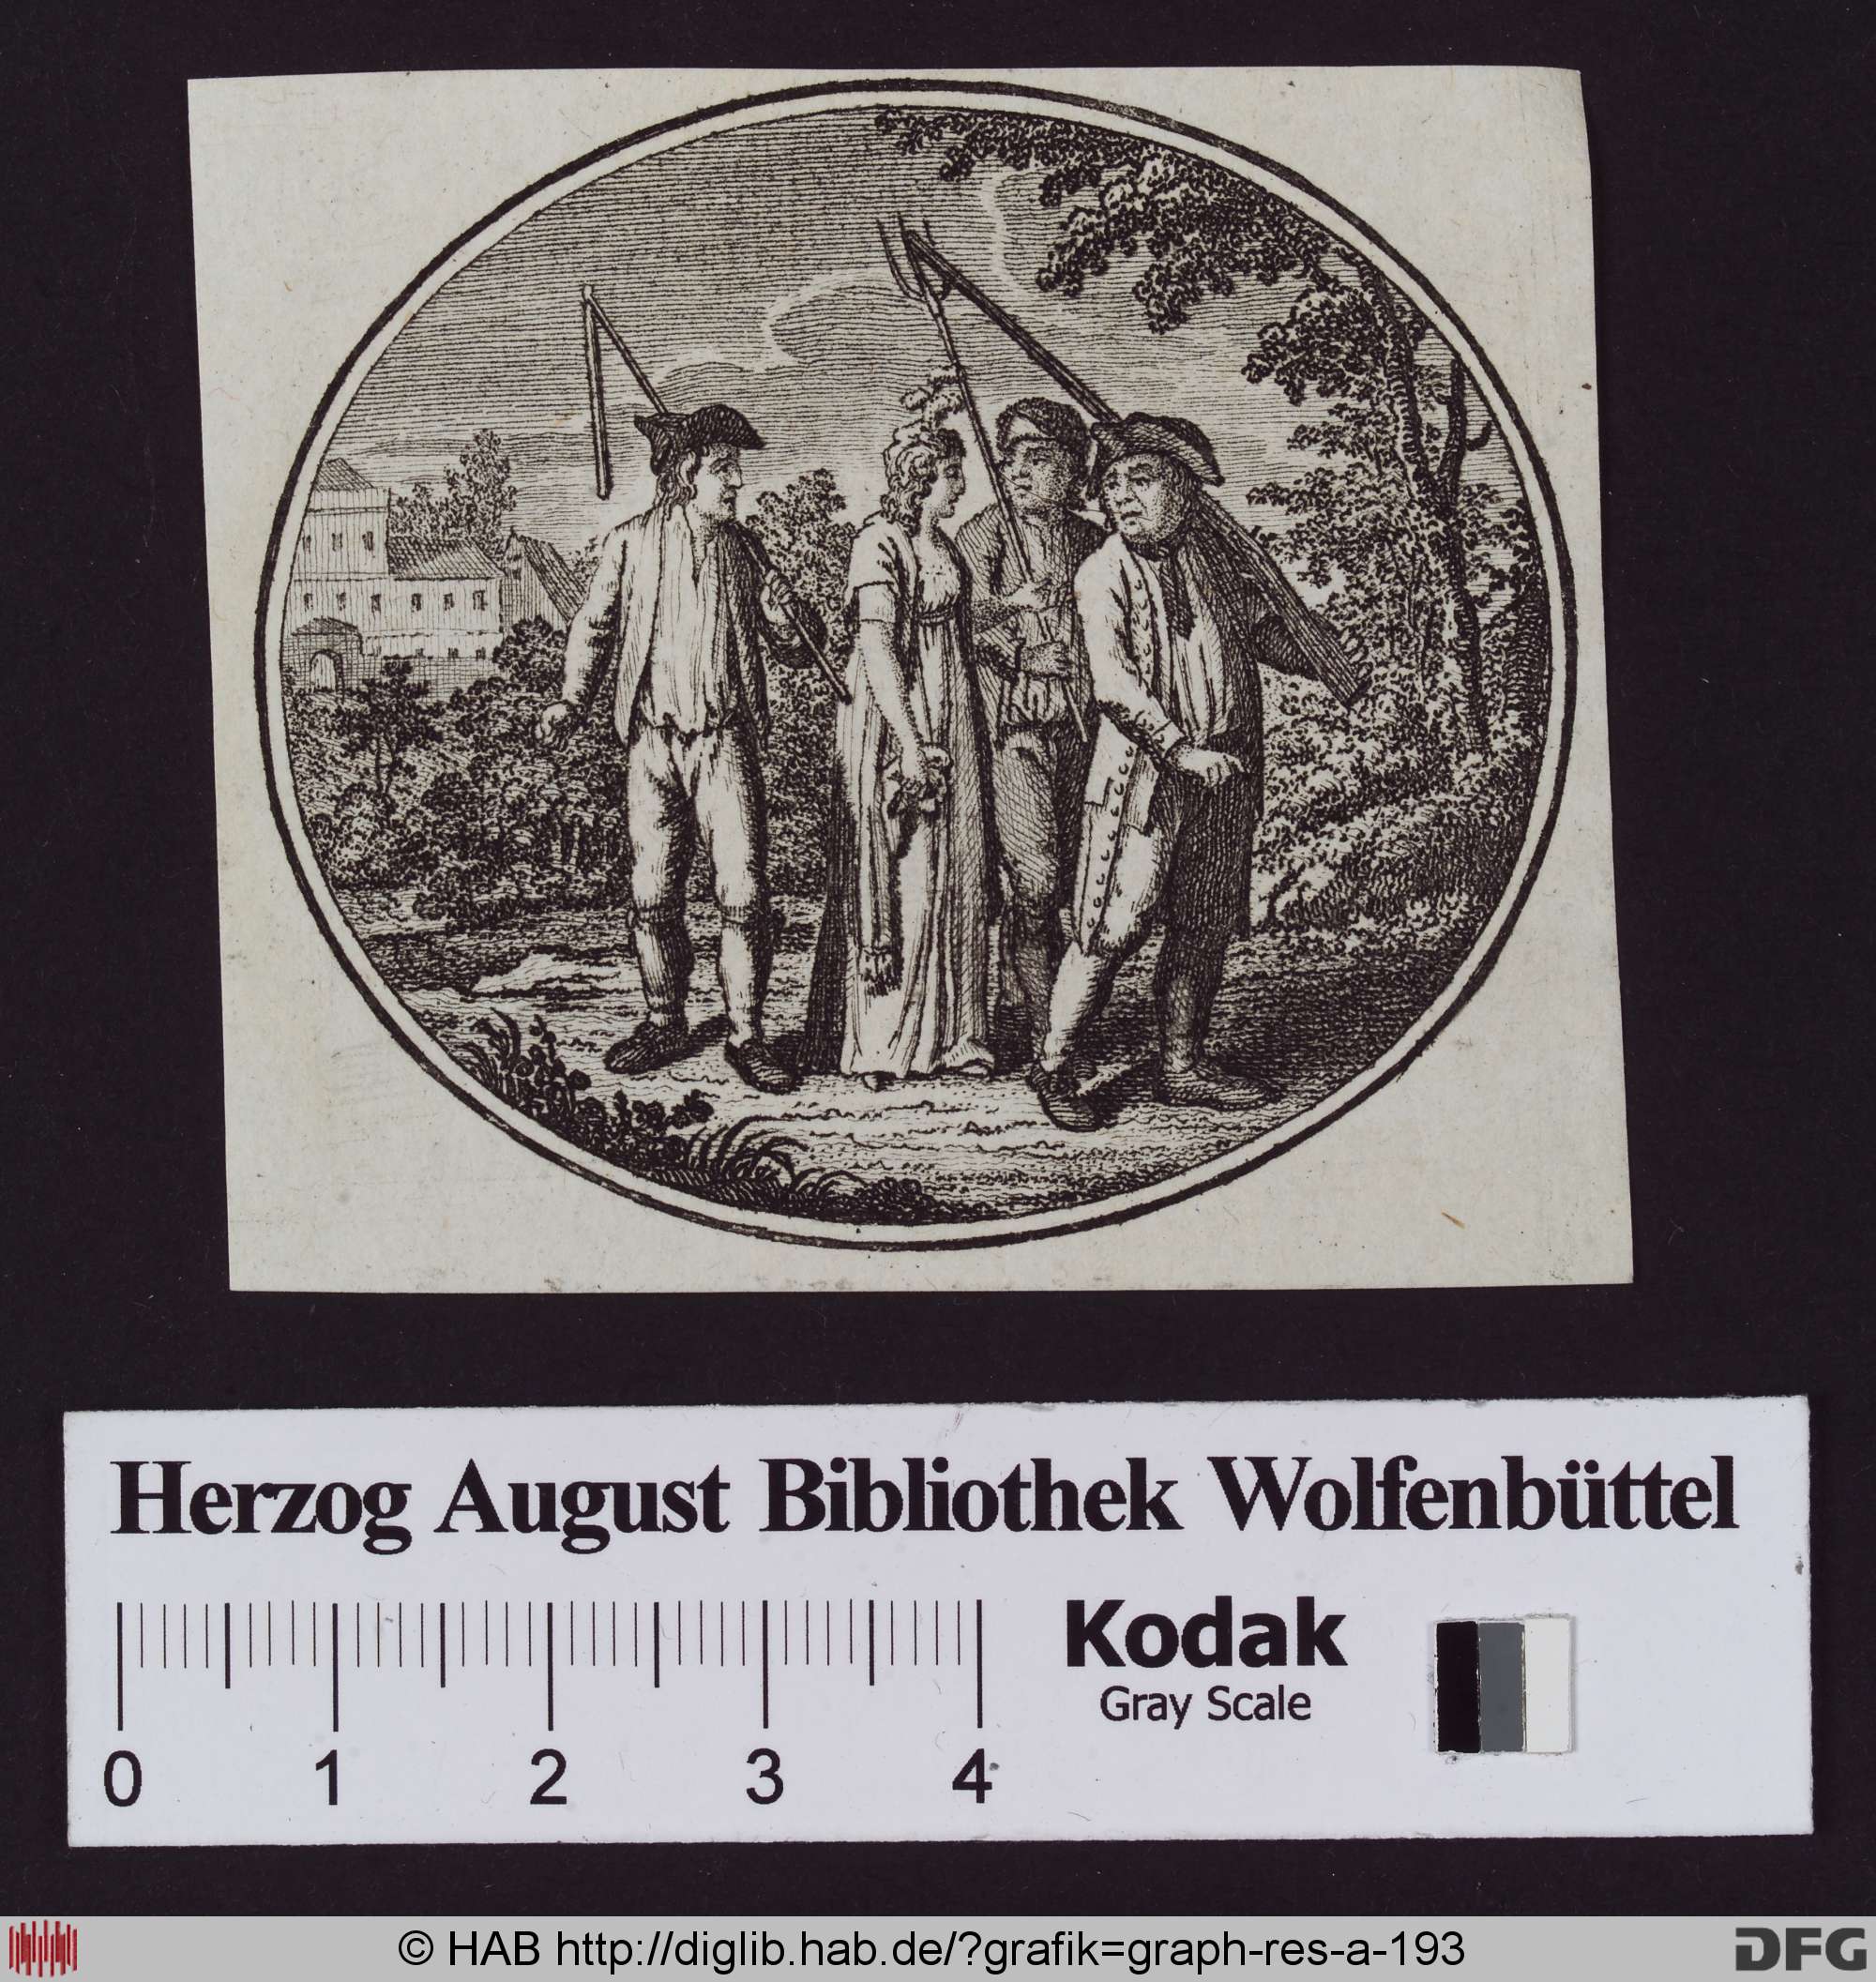 Herzog August Bibliothek Wolfenbüttel
Kodak
Gray Scale
0 1 2 3 4
© HAB http://diglib.hab.de/?grafik=graph-res-a-193
DFG